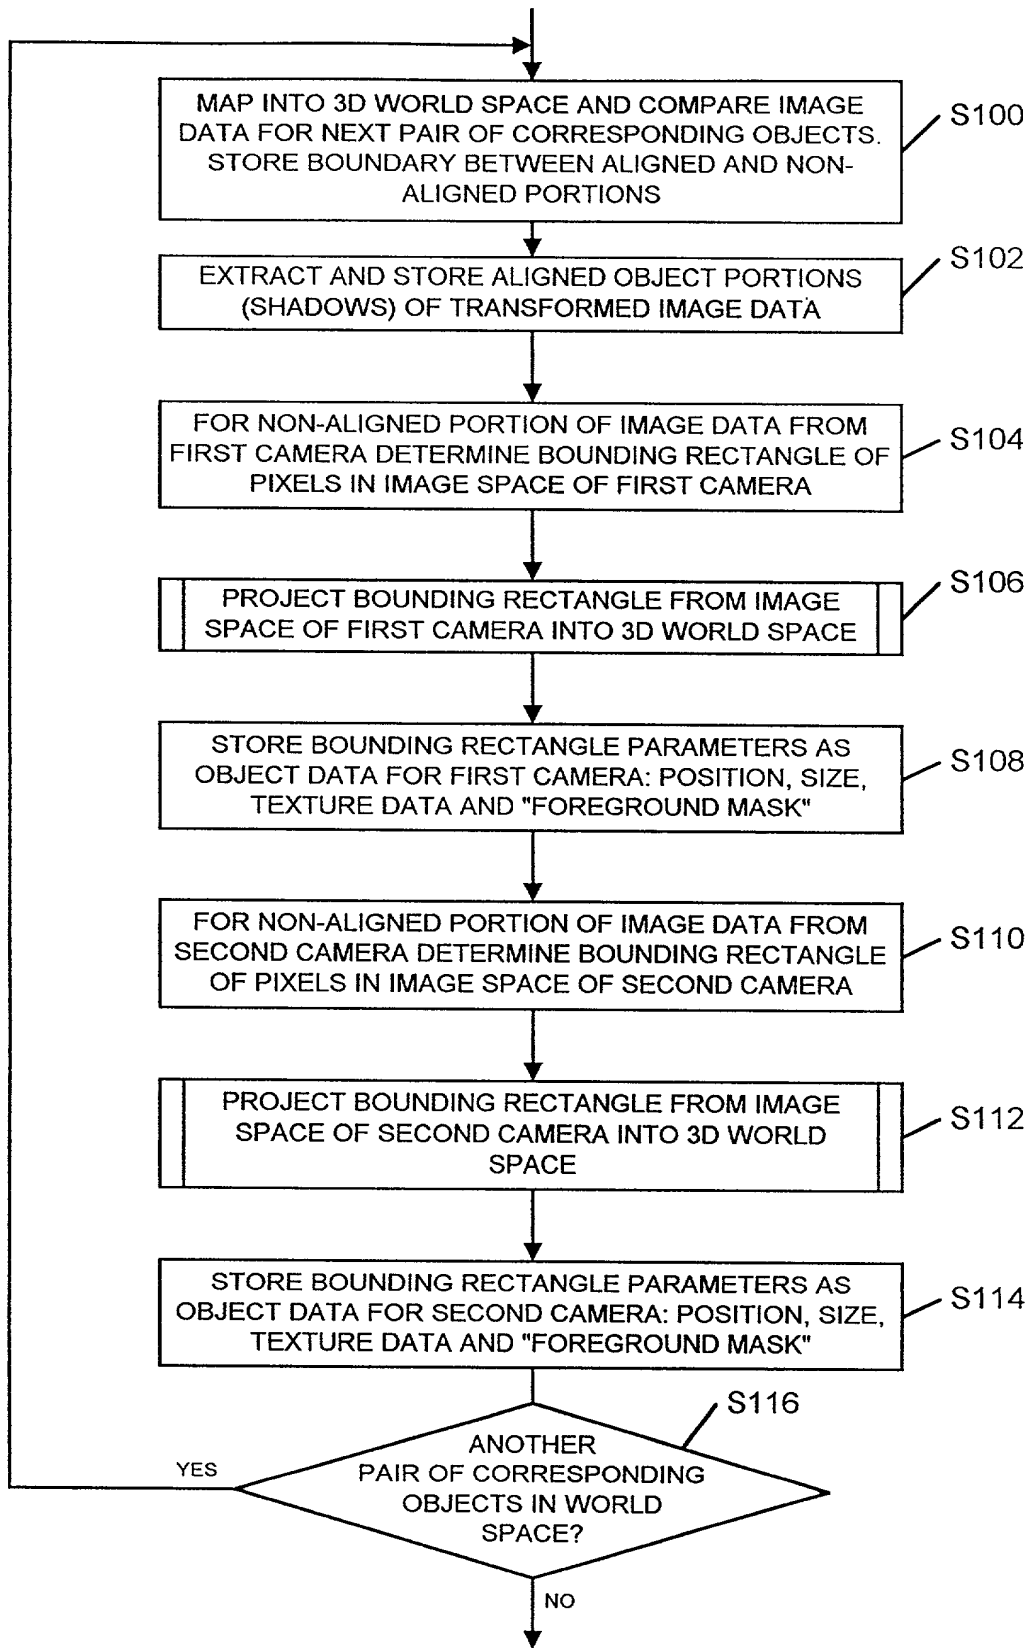 MAP INTO 3D WORLD SPACE AND COMPARE IMAGE
DATA FOR NEXT PAIR OF CORRESPONDING OBJECTS.
STORE BOUNDARY BETWEEN ALIGNED AND NON-
ALIGNED PORTIONS
S100
EXTRACT AND STORE ALIGNED OBJECT PORTIONS
(SHADOWS) OF TRANSFORMED IMAGE DATA
S102
FOR NON-ALIGNED PORTION OF IMAGE DATA FROM
FIRST CAMERA DETERMINE BOUNDING RECTANGLE OF
PIXELS IN IMAGE SPACE OF FIRST CAMERA
S104
PROJECT BOUNDING RECTANGLE FROM IMAGE
SPACE OF FIRST CAMERA INTO 3D WORLD SPACE
S106
STORE BOUNDING RECTANGLE PARAMETERS AS
OBJECT DATA FOR FIRST CAMERA: POSITION, SIZE,
TEXTURE DATA AND "FOREGROUND MASK"
S108
FOR NON-ALIGNED PORTION OF IMAGE DATA FROM
SECOND CAMERA DETERMINE BOUNDING RECTANGLE
OF PIXELS IN IMAGE SPACE OF SECOND CAMERA
S110
PROJECT BOUNDING RECTANGLE FROM IMAGE
SPACE OF SECOND CAMERA INTO 3D WORLD
SPACE
S112
STORE BOUNDING RECTANGLE PARAMETERS AS
OBJECT DATA FOR SECOND CAMERA: POSITION, SIZE,
TEXTURE DATA AND "FOREGROUND MASK"
S114
S116
ANOTHER
PAIR OF CORRESPONDING
OBJECTS IN WORLD
SPACE?
YES
NO